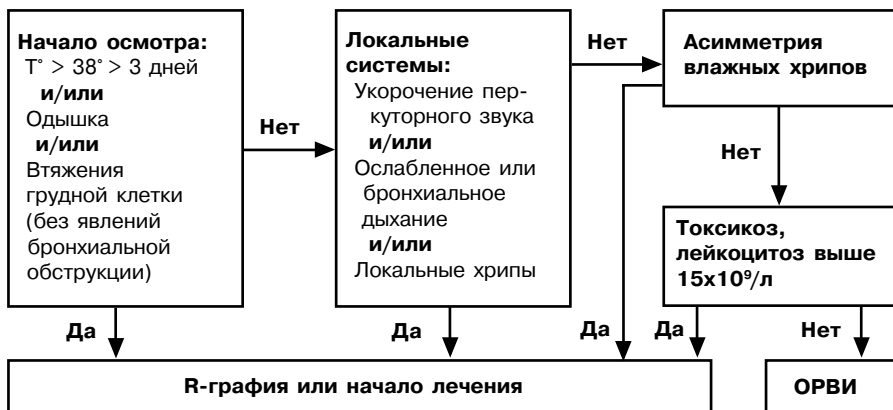 Начало осмотра:
T° > 38° > 3 дней
и/или
Одышка
и/или
Втяжения
грудной клетки
(без явлений
бронхиальной
обструкции)
Нет
Локальные
системы:
Укорочение пер-
куторного звука
и/или
Ослабленное или
бронхиальное
дыхание
и/или
Локальные хрипы
Нет
Асимметрия
влажных хрипов
Нет
Токсикоз,
лейкоцитоз выше
15x10⁹/л
Да
Да
Да
Да
Нет
R-графия или начало лечения
ОРВИ